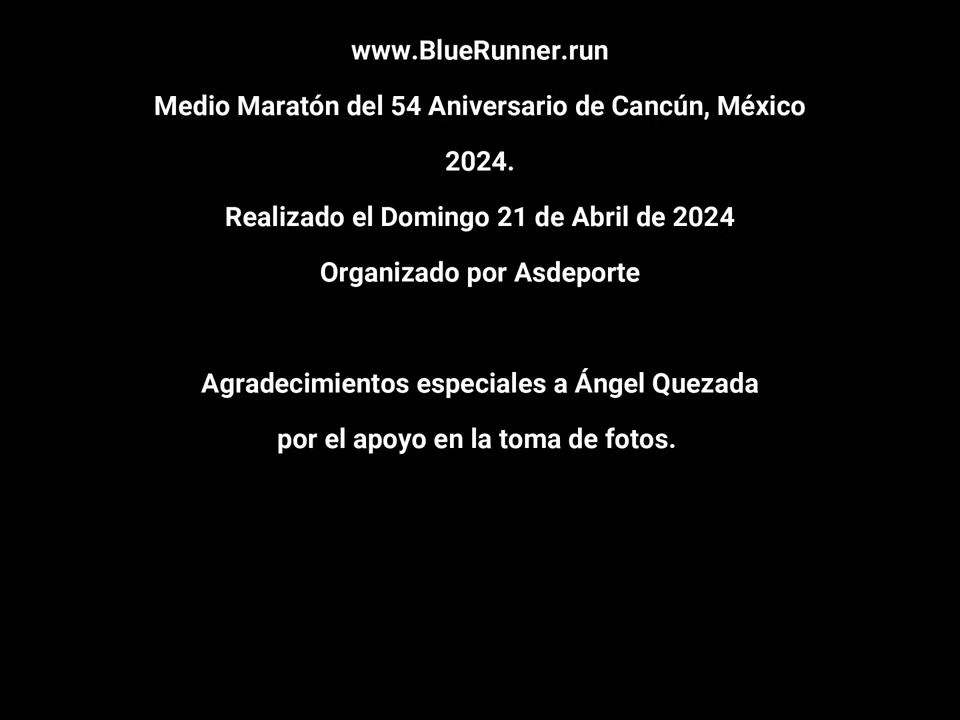 www.BlueRunner.run
Medio Maratón del 54 Aniversario de Cancún, México
2024.
Realizado el Domingo 21 de Abril de 2024
Organizado por Asdeporte
Agradecimientos especiales a Ángel Quezada
por el apoyo en la toma de fotos.